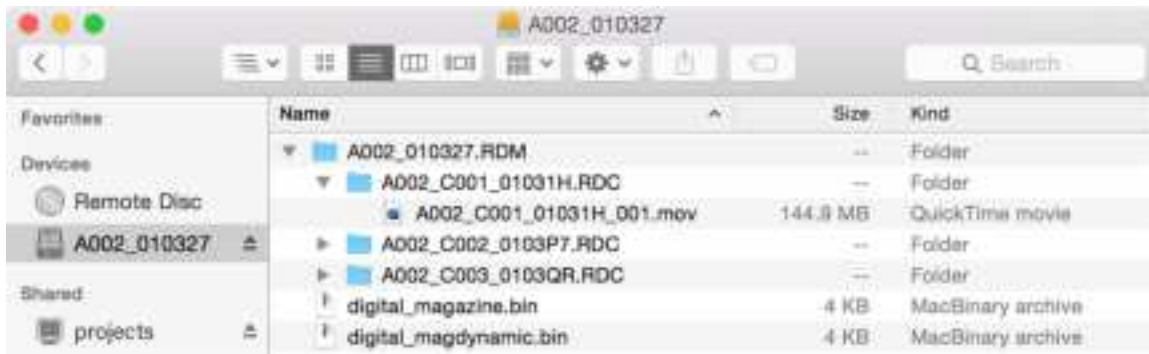 A002_010327
Search
Favorites
Name Size Kind
A002_010327.RDM -- Folder
Devices
A002_C001_01031H.RDC -- Folder
Remote Disc
A002_C001_01031H_001.mov 144.8 MB QuickTime movie
A002_010327
A002_C002_0103P7.RDC -- Folder
A002_C003_0103QR.RDC -- Folder
Shared
digital_magazine.bin 4 KB MacBinary archive
projects
digital_magdynamic.bin 4 KB MacBinary archive